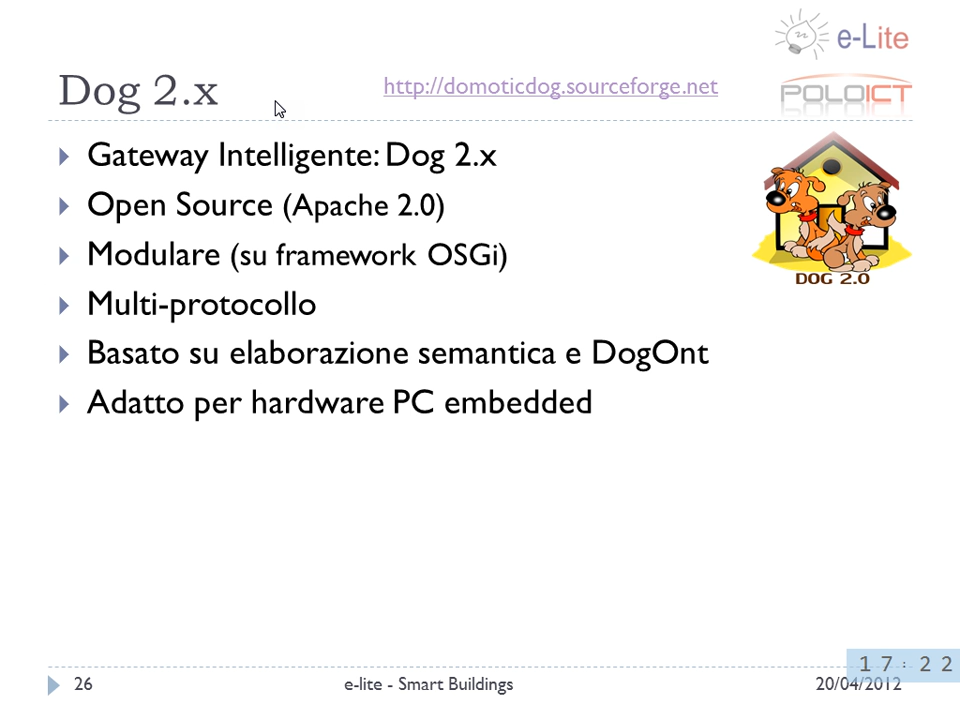 e-Lite
Dog 2.x
http://domoticdog.sourceforge.net
POLOICT
Gateway Intelligente: Dog 2.x
Open Source (Apache 2.0)
Modulare (su framework OSGi)
Multi-protocollo
Basato su elaborazione semantica e DogOnt
Adatto per hardware PC embedded
DOG 2.0
17:22
26
e-lite - Smart Buildings
20/04/2012